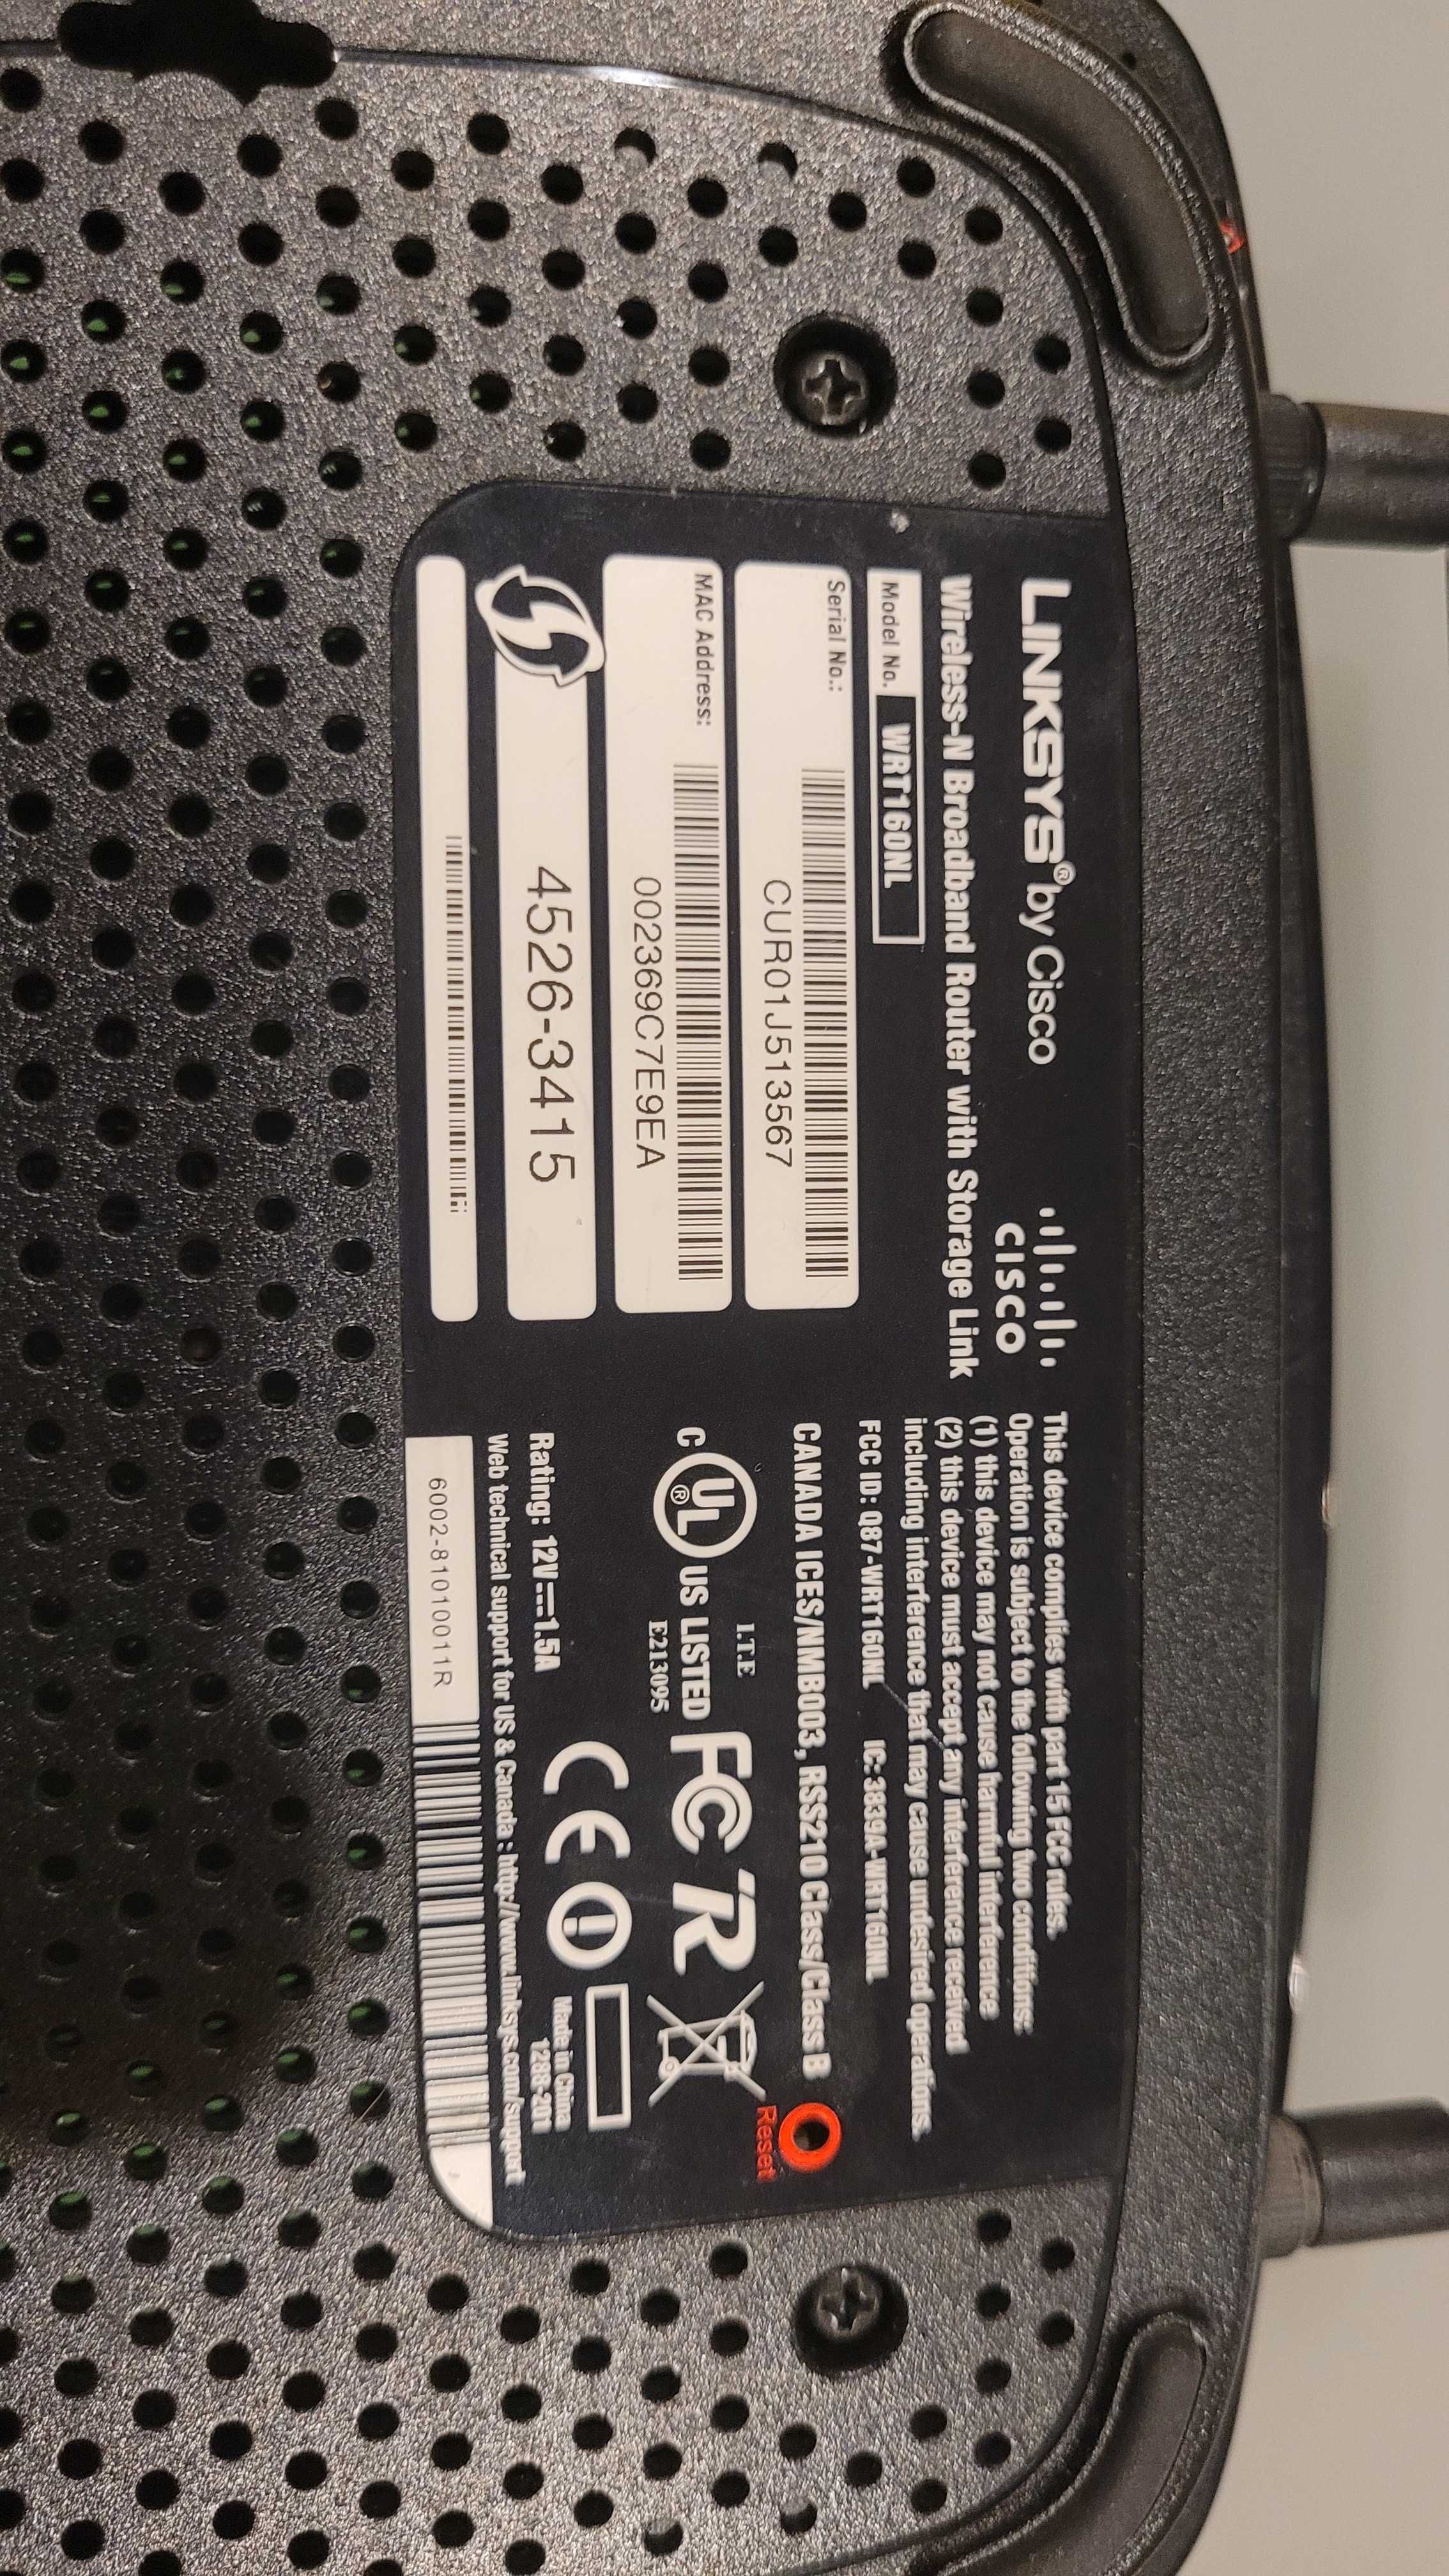 LINKSYS® by Cisco
CISCO
Wireless-N Broadband Router with Storage Link
Model No. WRT160NL
Serial No.:
CUR01J513567
MAC Address:
002369C7E9EA
4526-3415
This device complies with part 15 FCC rules.
Operation is subject to the following two conditions:
(1) this device may not cause harmful interference
(2) this device must accept any interference received
including interference that may cause undesired operations.
FCC ID: Q87-WRT160NL IC: 3839A-WRT160NL
CANADA ICES/NMB003, RSS210 Class/Class B
Reset
C UL® US LISTED
I.T.E
E213095
FC
CE
Rating: 12V⎓1.5A
Made in China
1288-201
Web technical support for US & Canada : http://www.linksys.com/support
6002-81010011R